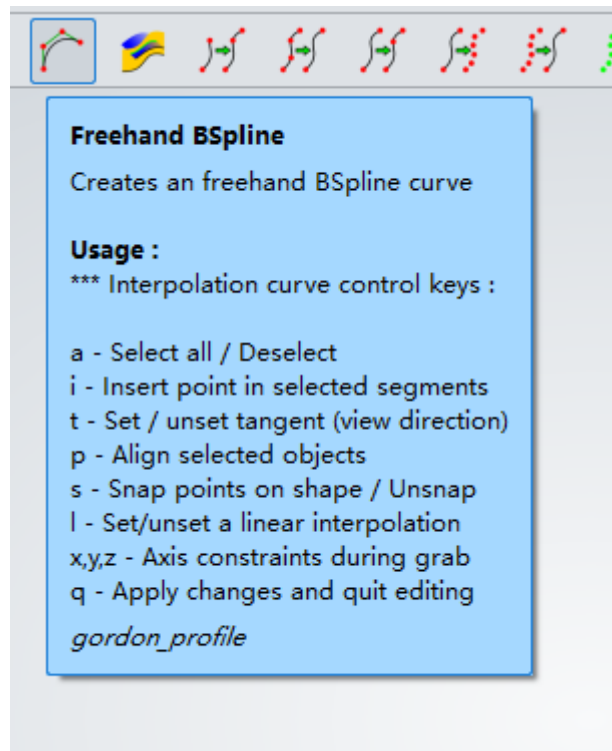 Freehand BSpline
Creates an freehand BSpline curve
Usage :
*** Interpolation curve control keys :
a - Select all / Deselect
i - Insert point in selected segments
t - Set / unset tangent (view direction)
p - Align selected objects
s - Snap points on shape / Unsnap
l - Set/unset a linear interpolation
x,y,z - Axis constraints during grab
q - Apply changes and quit editing
gordon_profile